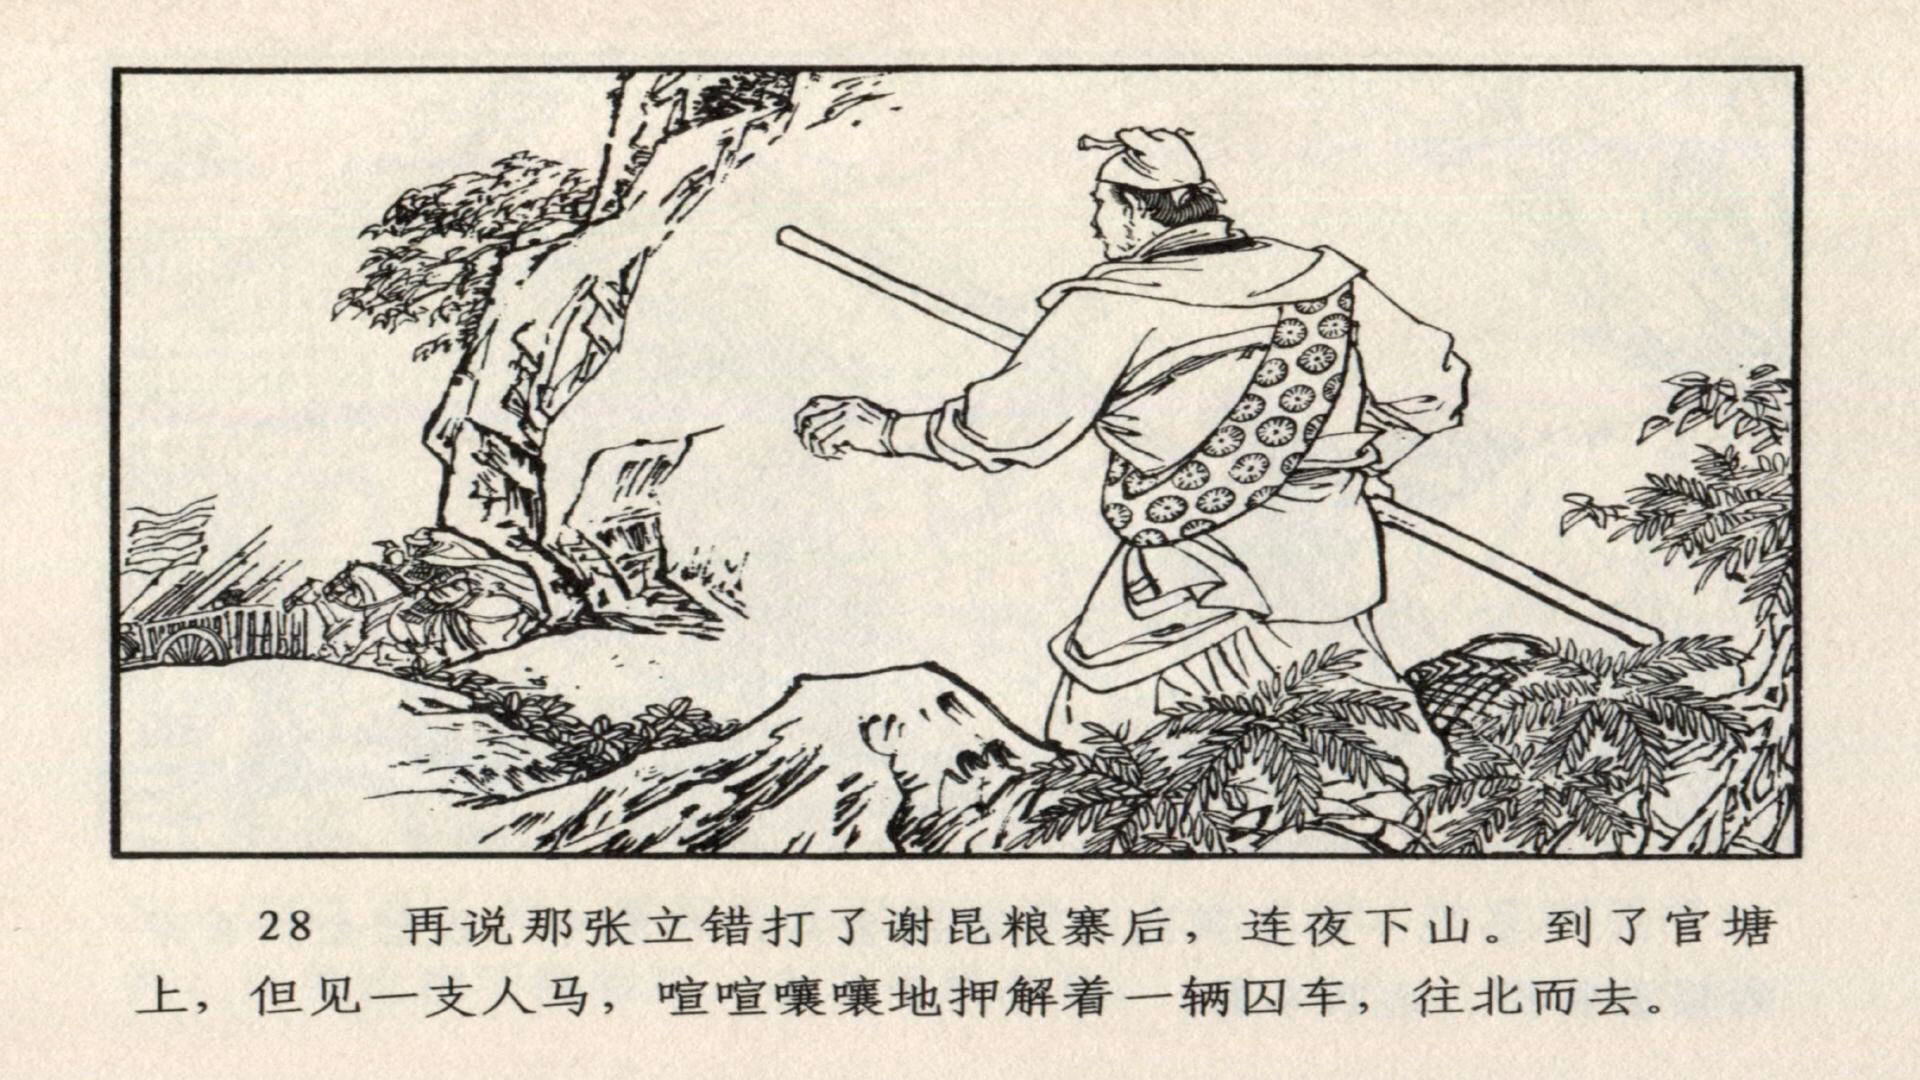 28 再说那张立错打了谢昆粮寨后，连夜下山。到了官塘
上，但见一支人马，喧喧嚷嚷地押解着一辆囚车，往北而去。